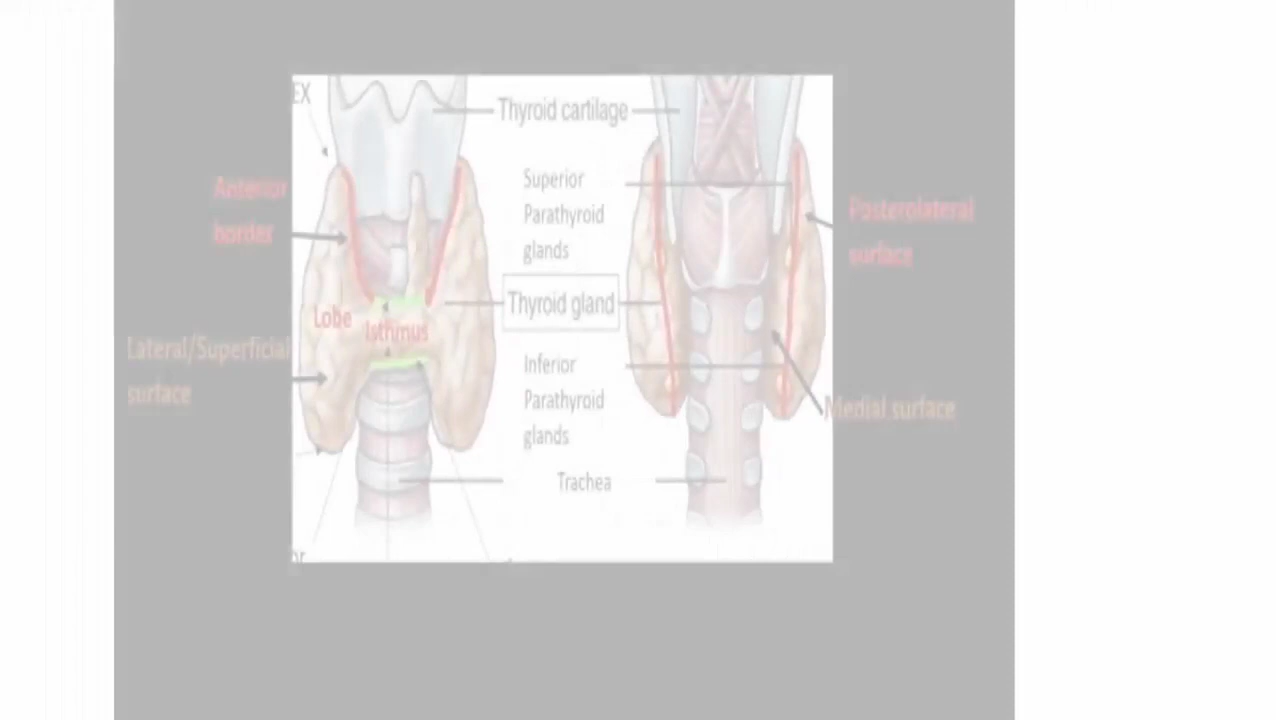 EX
Thyroid cartilage
Anterior
border
Superior
Parathyroid
glands
Posterolateral
surface
Thyroid gland
Lobe
Isthmus
Lateral/Superficial
surface
Inferior
Parathyroid
glands
Medial surface
Trachea